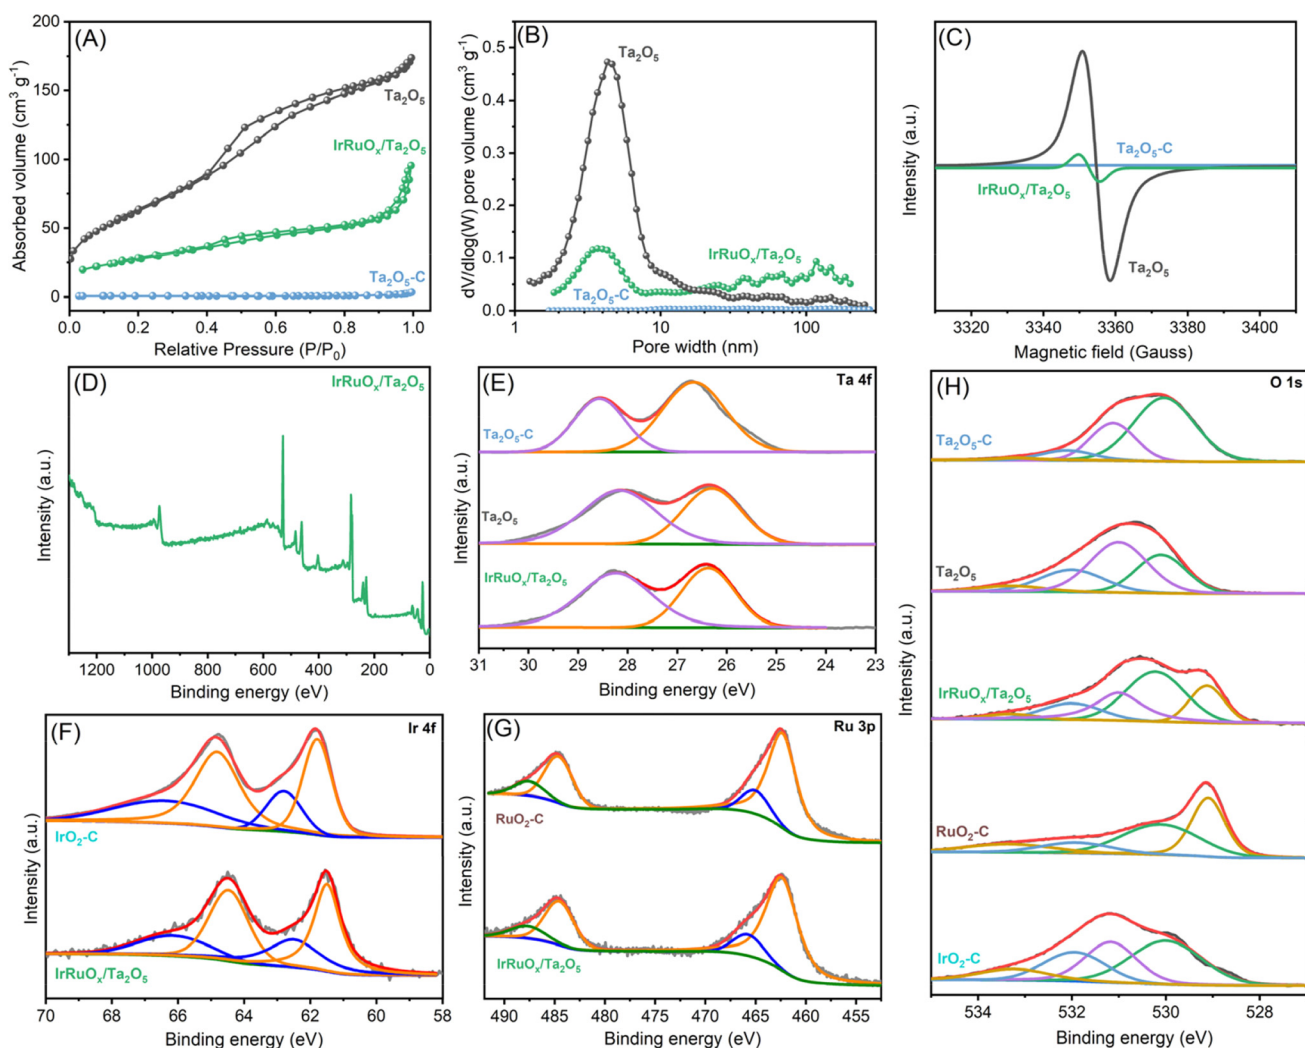 (A)
Absorbed volume (cm³ g⁻¹)
200
150
100
50
0
Ta₂O₅
IrRuOₓ/Ta₂O₅
Ta₂O₅-C
0.0 0.2 0.4 0.6 0.8 1.0
Relative Pressure (P/P₀)
(B)
dV/dlog(W) pore volume (cm³ g⁻¹)
0.5
0.4
0.3
0.2
0.1
0.0
Ta₂O₅
IrRuOₓ/Ta₂O₅
Ta₂O₅-C
1 10 100
Pore width (nm)
(C)
Intensity (a.u.)
Ta₂O₅-C
IrRuOₓ/Ta₂O₅
Ta₂O₅
3320 3340 3360 3380 3400
Magnetic field (Gauss)
(D)
IrRuOₓ/Ta₂O₅
Intensity (a.u.)
1200 1000 800 600 400 200 0
Binding energy (eV)
(E)
Ta 4f
Intensity (a.u.)
Ta₂O₅-C
Ta₂O₅
IrRuOₓ/Ta₂O₅
31 30 29 28 27 26 25 24 23
Binding energy (eV)
(F)
Ir 4f
Intensity (a.u.)
IrO₂-C
IrRuOₓ/Ta₂O₅
70 68 66 64 62 60 58
Binding energy (eV)
(G)
Ru 3p
Intensity (a.u.)
RuO₂-C
IrRuOₓ/Ta₂O₅
490 485 480 475 470 465 460 455
Binding energy (eV)
(H)
O 1s
Intensity (a.u.)
Ta₂O₅-C
Ta₂O₅
IrRuOₓ/Ta₂O₅
RuO₂-C
IrO₂-C
534 532 530 528
Binding energy (eV)